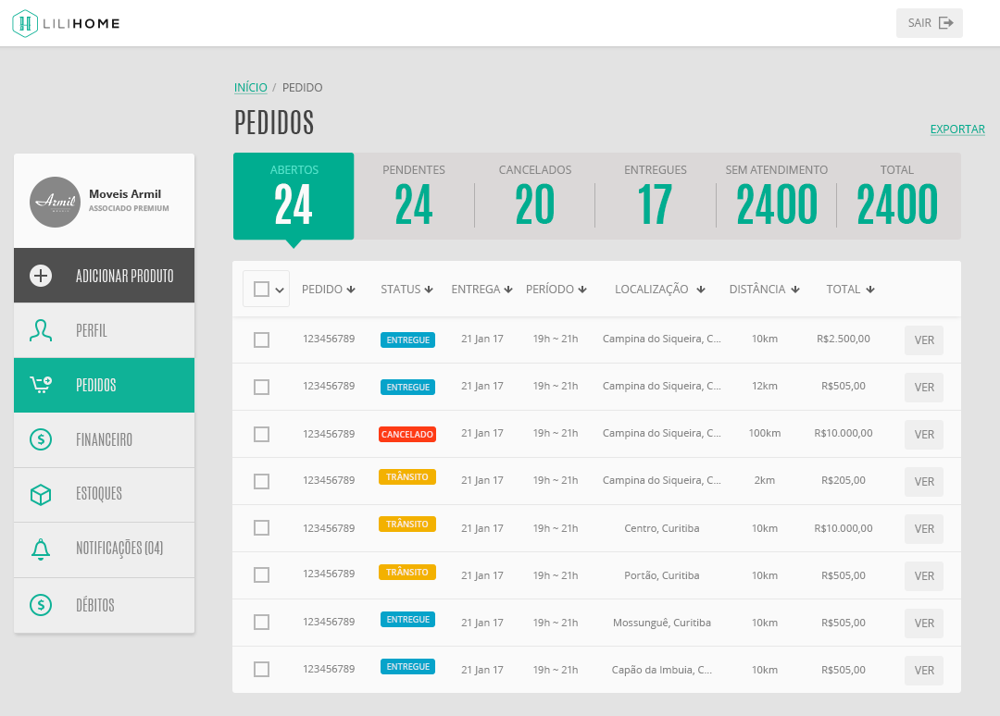 LILIHOME
SAIR
INÍCIO / PEDIDO
PEDIDOS
EXPORTAR
Armil
Moveis Armil
ASSOCIADO PREMIUM
ADICIONAR PRODUTO
PERFIL
PEDIDOS
FINANCEIRO
ESTOQUES
NOTIFICAÇÕES (04)
DÉBITOS
ABERTOS PENDENTES CANCELADOS ENTREGUES SEM ATENDIMENTO TOTAL
24 24 20 17 2400 2400
PEDIDO STATUS ENTREGA PERÍODO LOCALIZAÇÃO DISTÂNCIA TOTAL
123456789 ENTREGUE 21 Jan 17 19h ~ 21h Campina do Siqueira, C... 10km R$2.500,00 VER
123456789 ENTREGUE 21 Jan 17 19h ~ 21h Campina do Siqueira, C... 12km R$505,00 VER
123456789 CANCELADO 21 Jan 17 19h ~ 21h Campina do Siqueira, C... 100km R$10.000,00 VER
123456789 TRÂNSITO 21 Jan 17 19h ~ 21h Campina do Siqueira, C... 2km R$205,00 VER
123456789 TRÂNSITO 21 Jan 17 19h ~ 21h Centro, Curitiba 10km R$10.000,00 VER
123456789 TRÂNSITO 21 Jan 17 19h ~ 21h Portão, Curitiba 10km R$505,00 VER
123456789 ENTREGUE 21 Jan 17 19h ~ 21h Mossunguê, Curitiba 10km R$505,00 VER
123456789 ENTREGUE 21 Jan 17 19h ~ 21h Capão da Imbuia, C... 10km R$505,00 VER